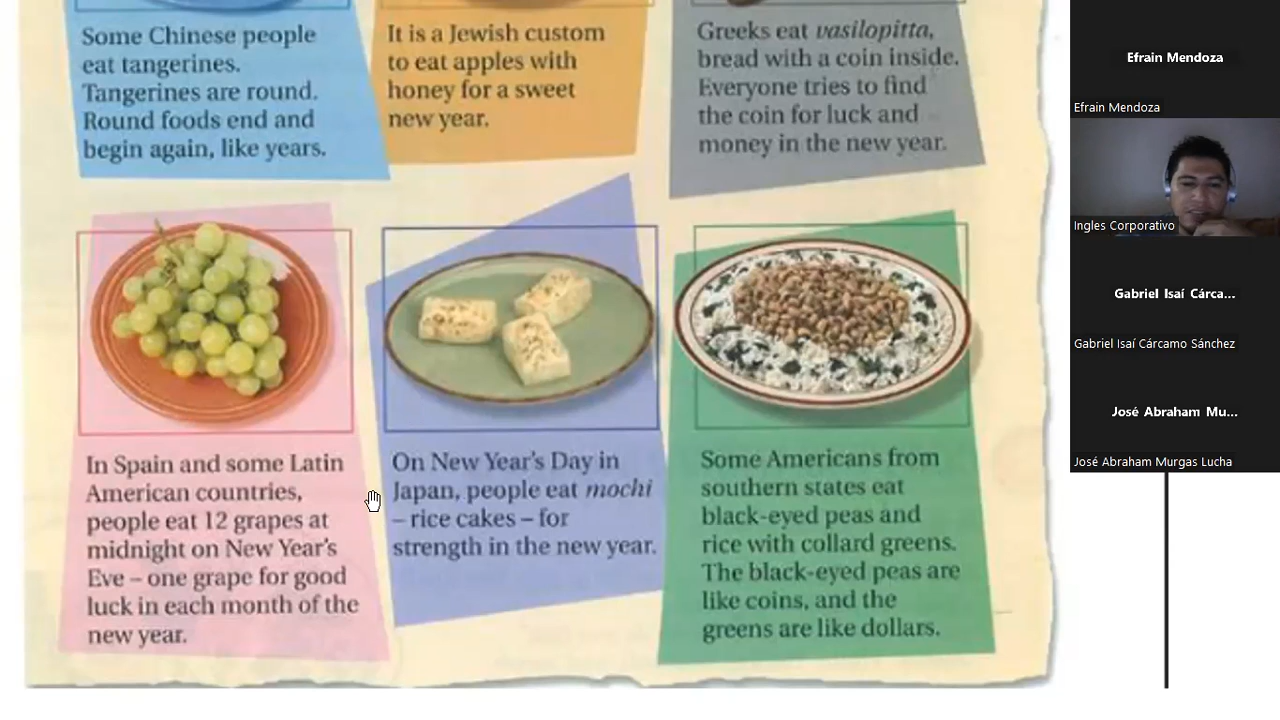 Some Chinese people
eat tangerines.
Tangerines are round.
Round foods end and
begin again, like years.
It is a Jewish custom
to eat apples with
honey for a sweet
new year.
Greeks eat vasilopitta,
bread with a coin inside.
Everyone tries to find
the coin for luck and
money in the new year.
In Spain and some Latin
American countries,
people eat 12 grapes at
midnight on New Year's
Eve – one grape for good
luck in each month of the
new year.
On New Year's Day in
Japan, people eat mochi
– rice cakes – for
strength in the new year.
Some Americans from
southern states eat
black-eyed peas and
rice with collard greens.
The black-eyed peas are
like coins, and the
greens are like dollars.
Efrain Mendoza
Efrain Mendoza
Ingles Corporativo
Gabriel Isaí Cárca...
Gabriel Isaí Cárcamo Sánchez
José Abraham Mu...
José Abraham Murgas Lucha